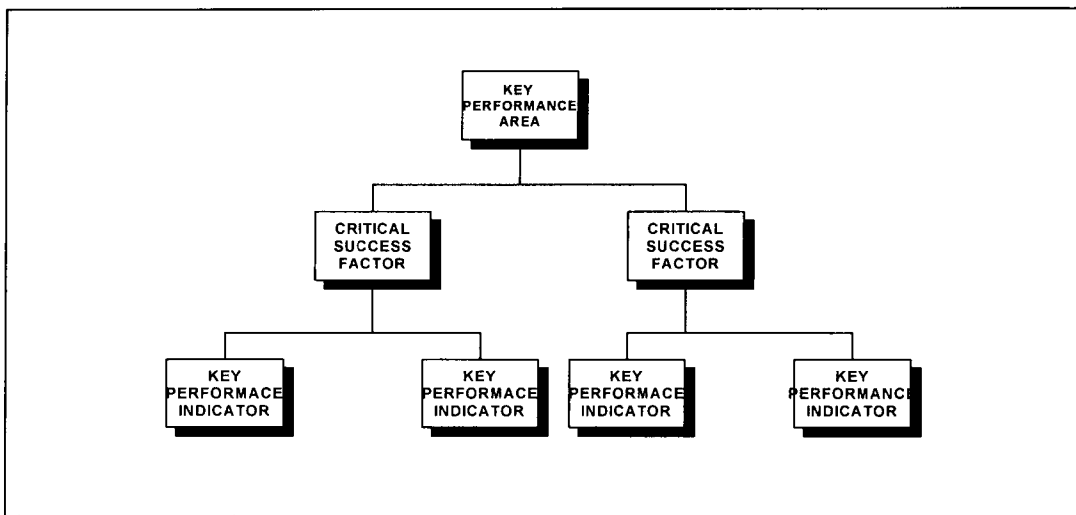 KEY
PERFORMANCE
AREA
CRITICAL
SUCCESS
FACTOR
CRITICAL
SUCCESS
FACTOR
KEY
PERFORMACE
INDICATOR
KEY
PERFORMACE
INDICATOR
KEY
PERFORMACE
INDICATOR
KEY
PERFORMANCE
INDICATOR